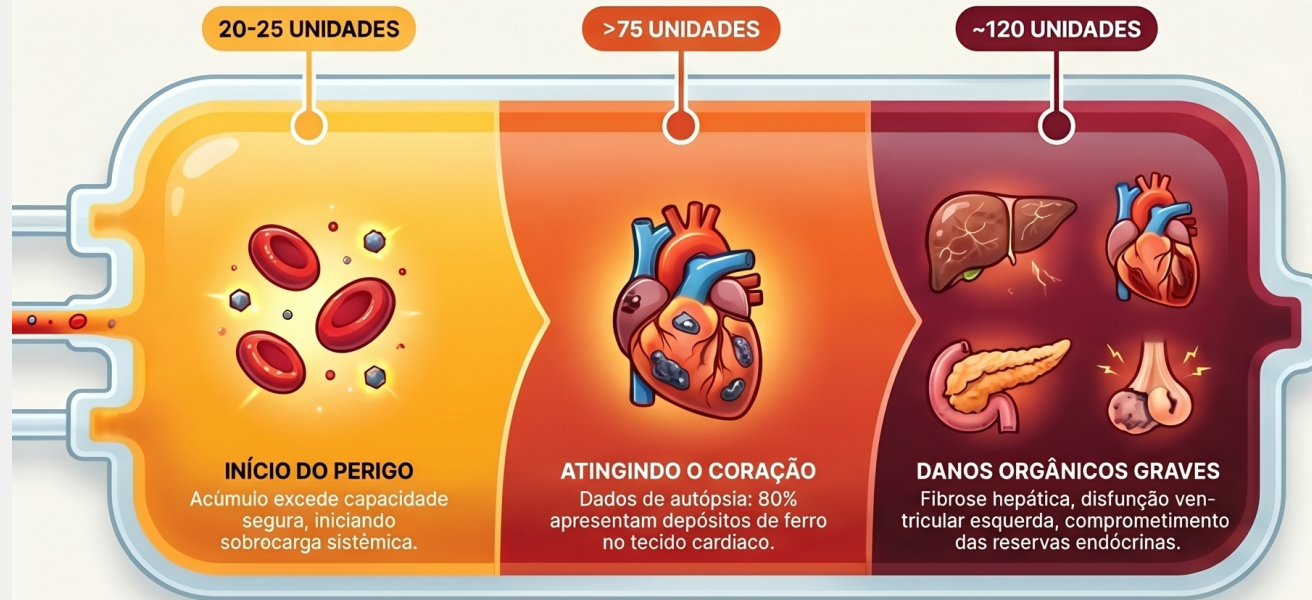 20-25 UNIDADES
>75 UNIDADES
~120 UNIDADES
INÍCIO DO PERIGO
Acúmulo excede capacidade
segura, iniciando
sobrocarga sistêmica.
ATINGINDO O CORAÇÃO
Dados de autópsia: 80%
apresentam depósitos de ferro
no tecido cardiaco.
DANOS ORGÂNICOS GRAVES
Fibrose hepática, disfunção ven-
tricular esquerda, comprometimento
das reservas endócrinas.